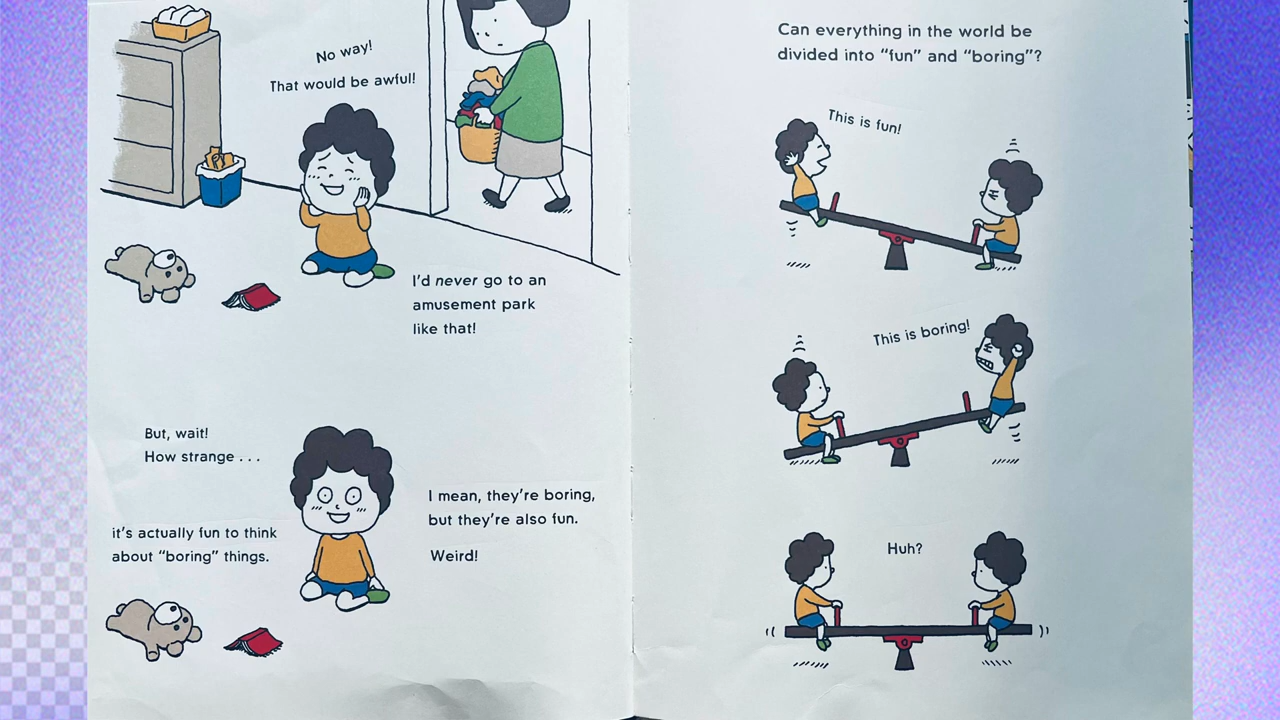 No way!
That would be awful!
I'd never go to an
amusement park
like that!
But, wait!
How strange . . .
it's actually fun to think
about “boring” things.
I mean, they're boring,
but they're also fun.
Weird!
Can everything in the world be
divided into “fun” and “boring”?
This is fun!
This is boring!
Huh?